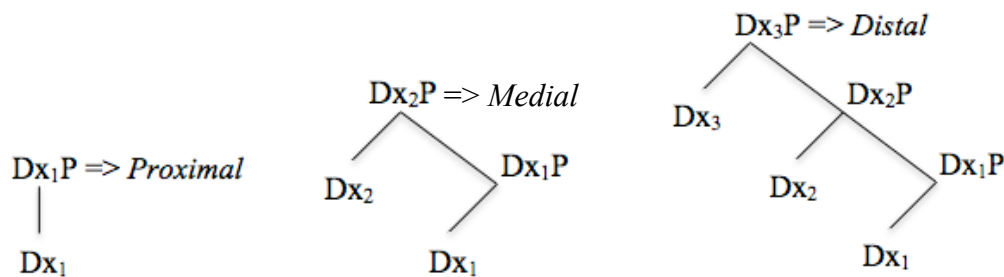 Dx₁P => Proximal
Dx₁
Dx₂P => Medial
Dx₂
Dx₁P
Dx₁
Dx₃P => Distal
Dx₃
Dx₂P
Dx₂
Dx₁P
Dx₁